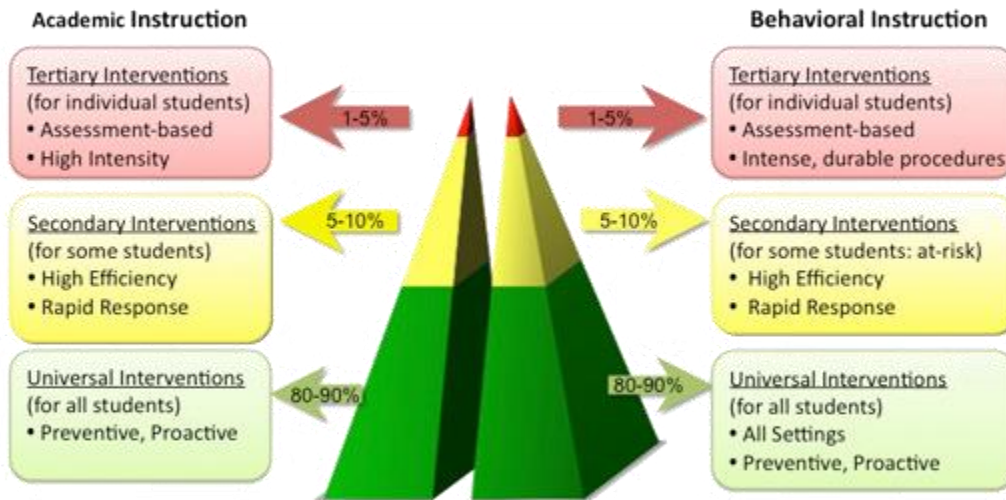 Academic Instruction
Tertiary Interventions
(for individual students)
• Assessment-based
• High Intensity
1-5%
Secondary Interventions
(for some students)
• High Efficiency
• Rapid Response
5-10%
Universal Interventions
(for all students)
• Preventive, Proactive
80-90%
Behavioral Instruction
1-5%
Tertiary Interventions
(for individual students)
• Assessment-based
• Intense, durable procedures
5-10%
Secondary Interventions
(for some students: at-risk)
• High Efficiency
• Rapid Response
80-90%
Universal Interventions
(for all students)
• All Settings
• Preventive, Proactive